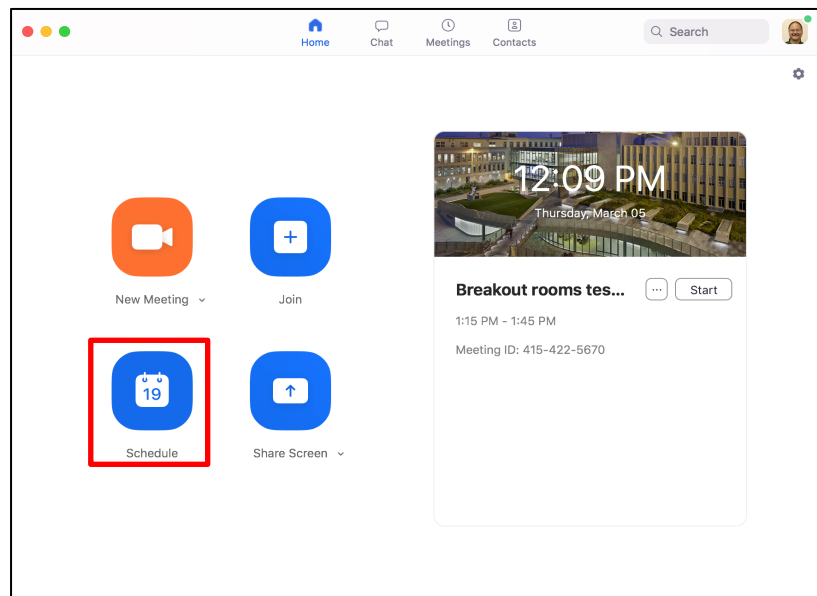 Home
Chat
Meetings
Contacts
Search
12:09 PM
Thursday, March 05
New Meeting
Join
Breakout rooms tes...
...
Start
1:15 PM - 1:45 PM
Meeting ID: 415-422-5670
19
Schedule
Share Screen